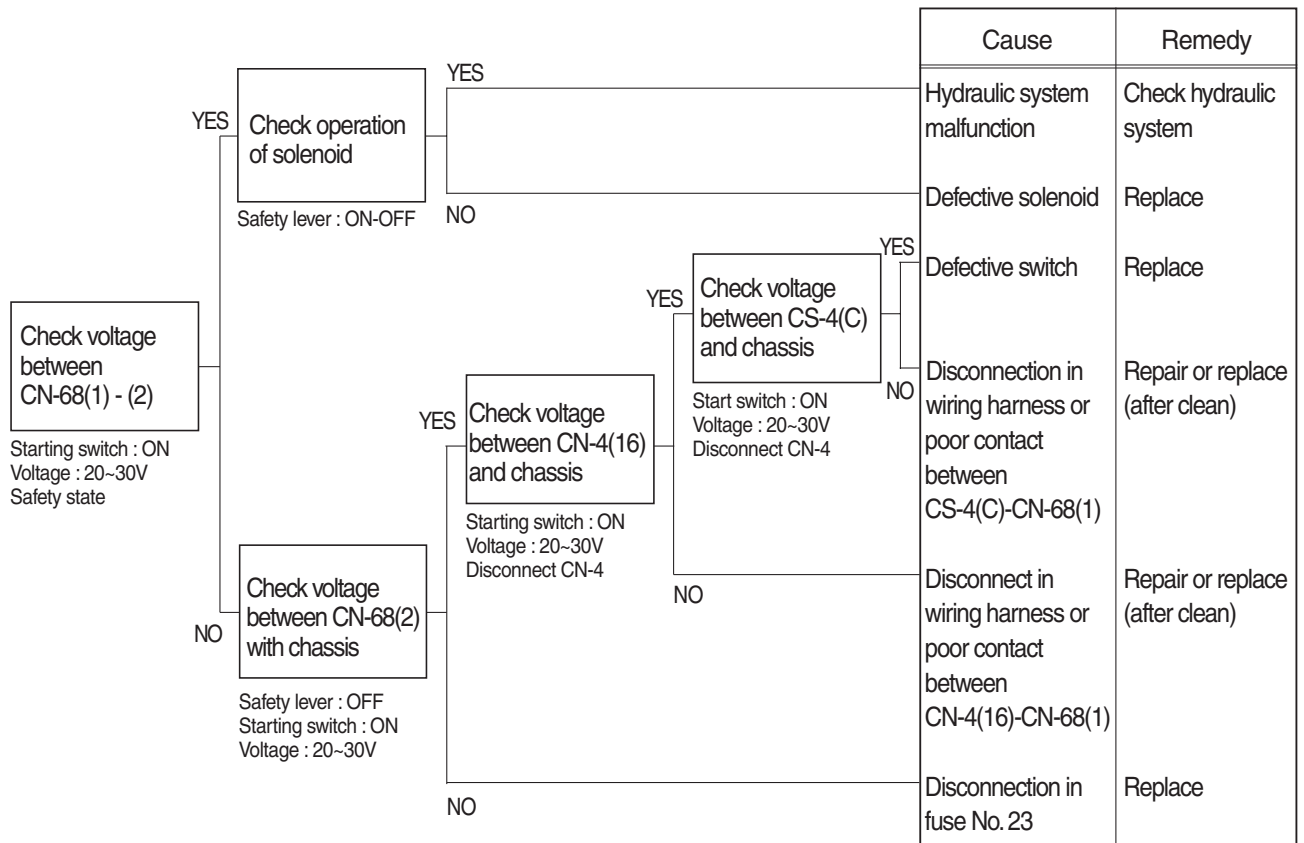 Cause
Remedy
YES
Hydraulic system
malfunction
Check hydraulic
system
YES
Check operation
of solenoid
Safety lever : ON-OFF
NO
Defective solenoid
Replace
YES
Defective switch
Replace
YES
Check voltage
between CS-4(C)
and chassis
Start switch : ON
Voltage : 20~30V
Disconnect CN-4
NO
Disconnection in
wiring harness or
poor contact
between
CS-4(C)-CN-68(1)
Repair or replace
(after clean)
Check voltage
between
CN-68(1) - (2)
Starting switch : ON
Voltage : 20~30V
Safety state
YES
Check voltage
between CN-4(16)
and chassis
Starting switch : ON
Voltage : 20~30V
Disconnect CN-4
NO
Disconnect in
wiring harness or
poor contact
between
CN-4(16)-CN-68(1)
Repair or replace
(after clean)
NO
Check voltage
between CN-68(2)
with chassis
Safety lever : OFF
Starting switch : ON
Voltage : 20~30V
NO
Disconnection in
fuse No. 23
Replace